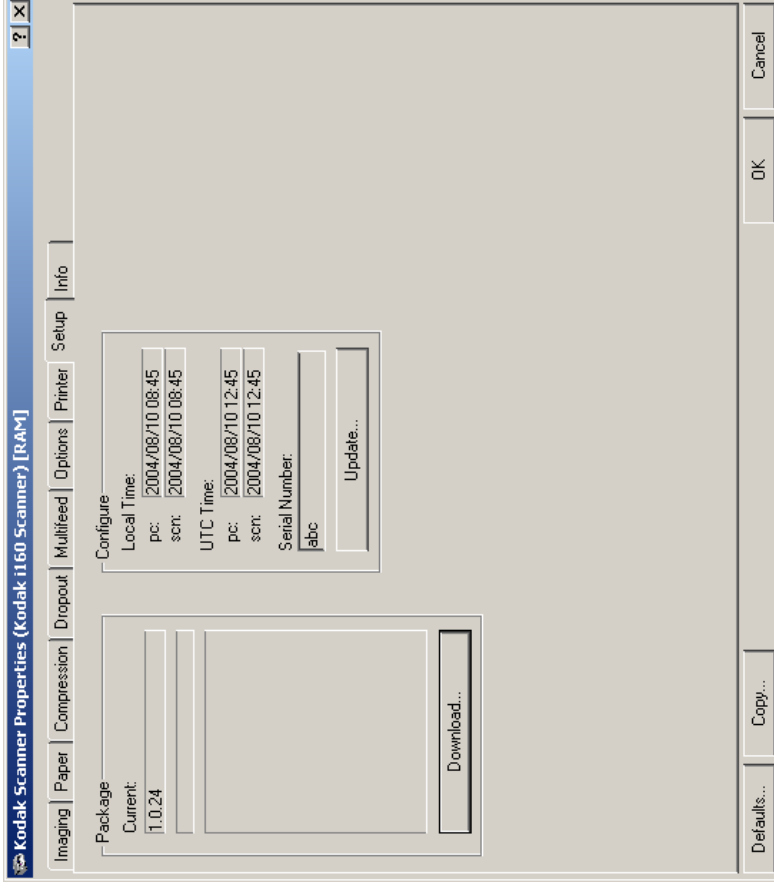 Kodak Scanner Properties (Kodak i160 Scanner) [RAM]
Imaging Paper Compression Dropout Multifeed Options Printer Setup Info
Package
Current:
1.0.24
Download...
Configure
Local Time:
pc: 2004/08/10 08:45
scn: 2004/08/10 08:45
UTC Time:
pc: 2004/08/10 12:45
scn: 2004/08/10 12:45
Serial Number:
abc
Update...
Defaults... Copy... OK Cancel